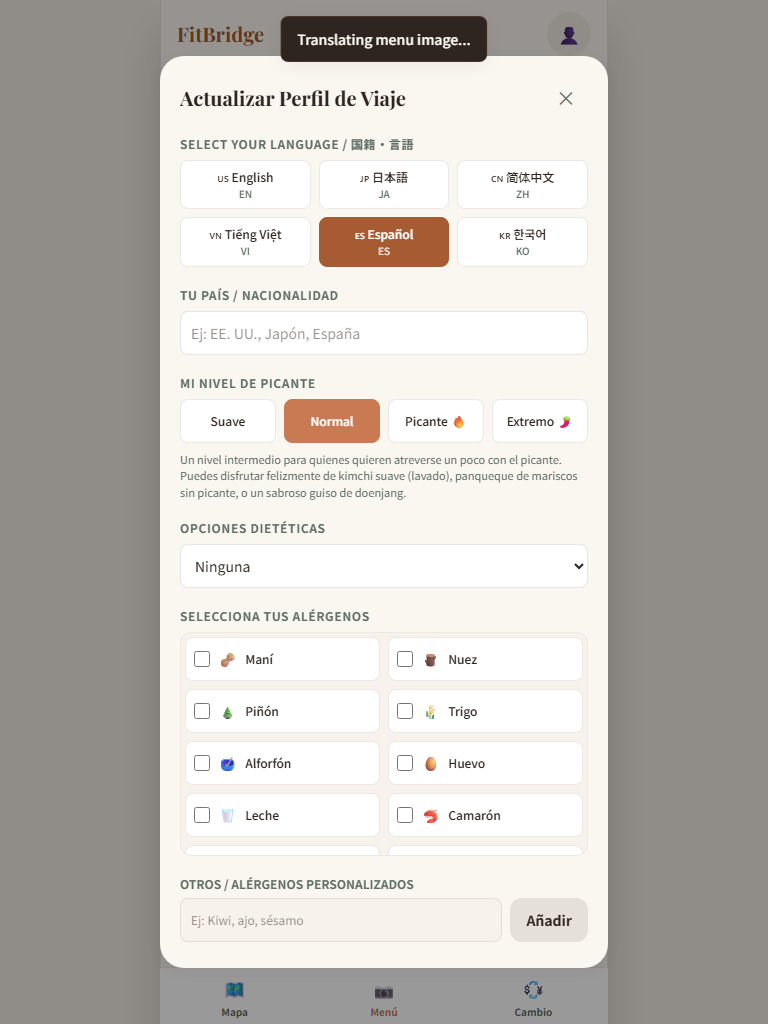 FitBridge
Translating menu image...
Actualizar Perfil de Viaje
SELECT YOUR LANGUAGE / 国籍・言語
US English
EN
JP 日本語
JA
CN 简体中文
ZH
VN Tiếng Việt
VI
ES Español
ES
KR 한국어
KO
TU PAÍS / NACIONALIDAD
Ej: EE. UU., Japón, España
MI NIVEL DE PICANTE
Suave
Normal
Picante 🔥
Extremo 🌶️
Un nivel intermedio para quienes quieren atreverse un poco con el picante.
Puedes disfrutar felizmente de kimchi suave (lavado), panqueque de mariscos
sin picante, o un sabroso guiso de doenjang.
OPCIONES DIETÉTICAS
Ninguna
SELECCIONA TUS ALÉRGENOS
Maní
Nuez
Piñón
Trigo
Alforfón
Huevo
Leche
Camarón
OTROS / ALÉRGENOS PERSONALIZADOS
Ej: Kiwi, ajo, sésamo
Añadir
Mapa
Menú
Cambio